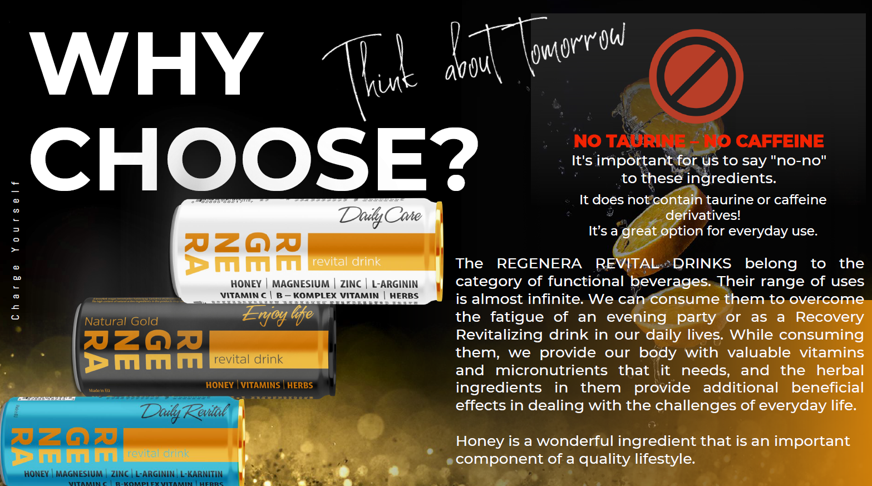 WHY
CHOOSE?
Think about Tomorrow
Charge Yourself
NO TAURINE – NO CAFFEINE
It's important for us to say "no-no"
to these ingredients.
It does not contain taurine or caffeine
derivatives!
It's a great option for everyday use.
Daily Care
RE
GE
NE
RA
revital drink
HONEY | MAGNESIUM | ZINC | L-ARGININ
VITAMIN C | B – KOMPLEX VITAMIN | HERBS
Enjoy life
Natural Gold
RE
GE
NE
RA
revital drink
HONEY | VITAMINS | HERBS
Daily Revital
RE
GE
NE
RA
revital drink
HONEY | MAGNESIUM | ZINC | L-ARGININ | L-KARNITIN
VITAMIN C | B-KOMPLEX VITAMIN | HERBS
The REGENERA REVITAL DRINKS belong to the
category of functional beverages. Their range of uses
is almost infinite. We can consume them to overcome
the fatigue of an evening party or as a Recovery
Revitalizing drink in our daily lives. While consuming
them, we provide our body with valuable vitamins
and micronutrients that it needs, and the herbal
ingredients in them provide additional beneficial
effects in dealing with the challenges of everyday life.
Honey is a wonderful ingredient that is an important
component of a quality lifestyle.